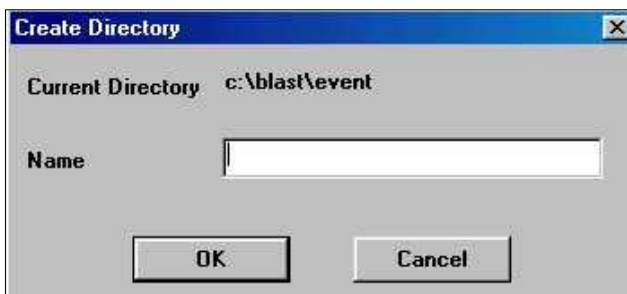 Create Directory
Current Directory c:\blast\event
Name
OK Cancel